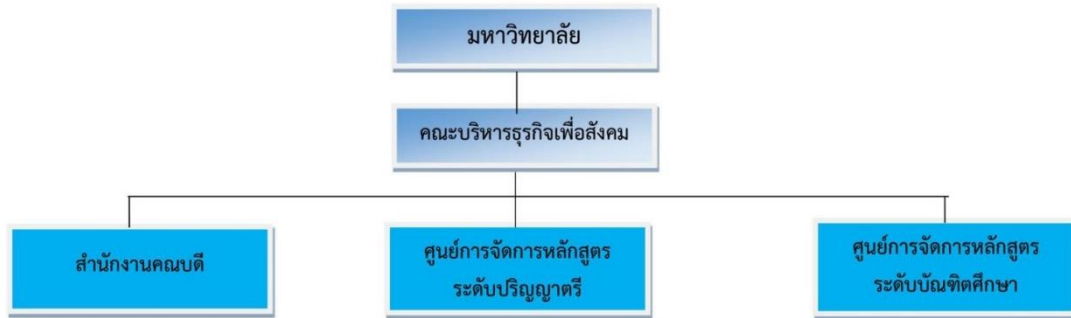 มหาวิทยาลัย
คณะบริหารธุรกิจเพื่อสังคม
สำนักงานคณบดี
ศูนย์การจัดการหลักสูตร
ระดับปริญญาตรี
ศูนย์การจัดการหลักสูตร
ระดับบัณฑิตศึกษา